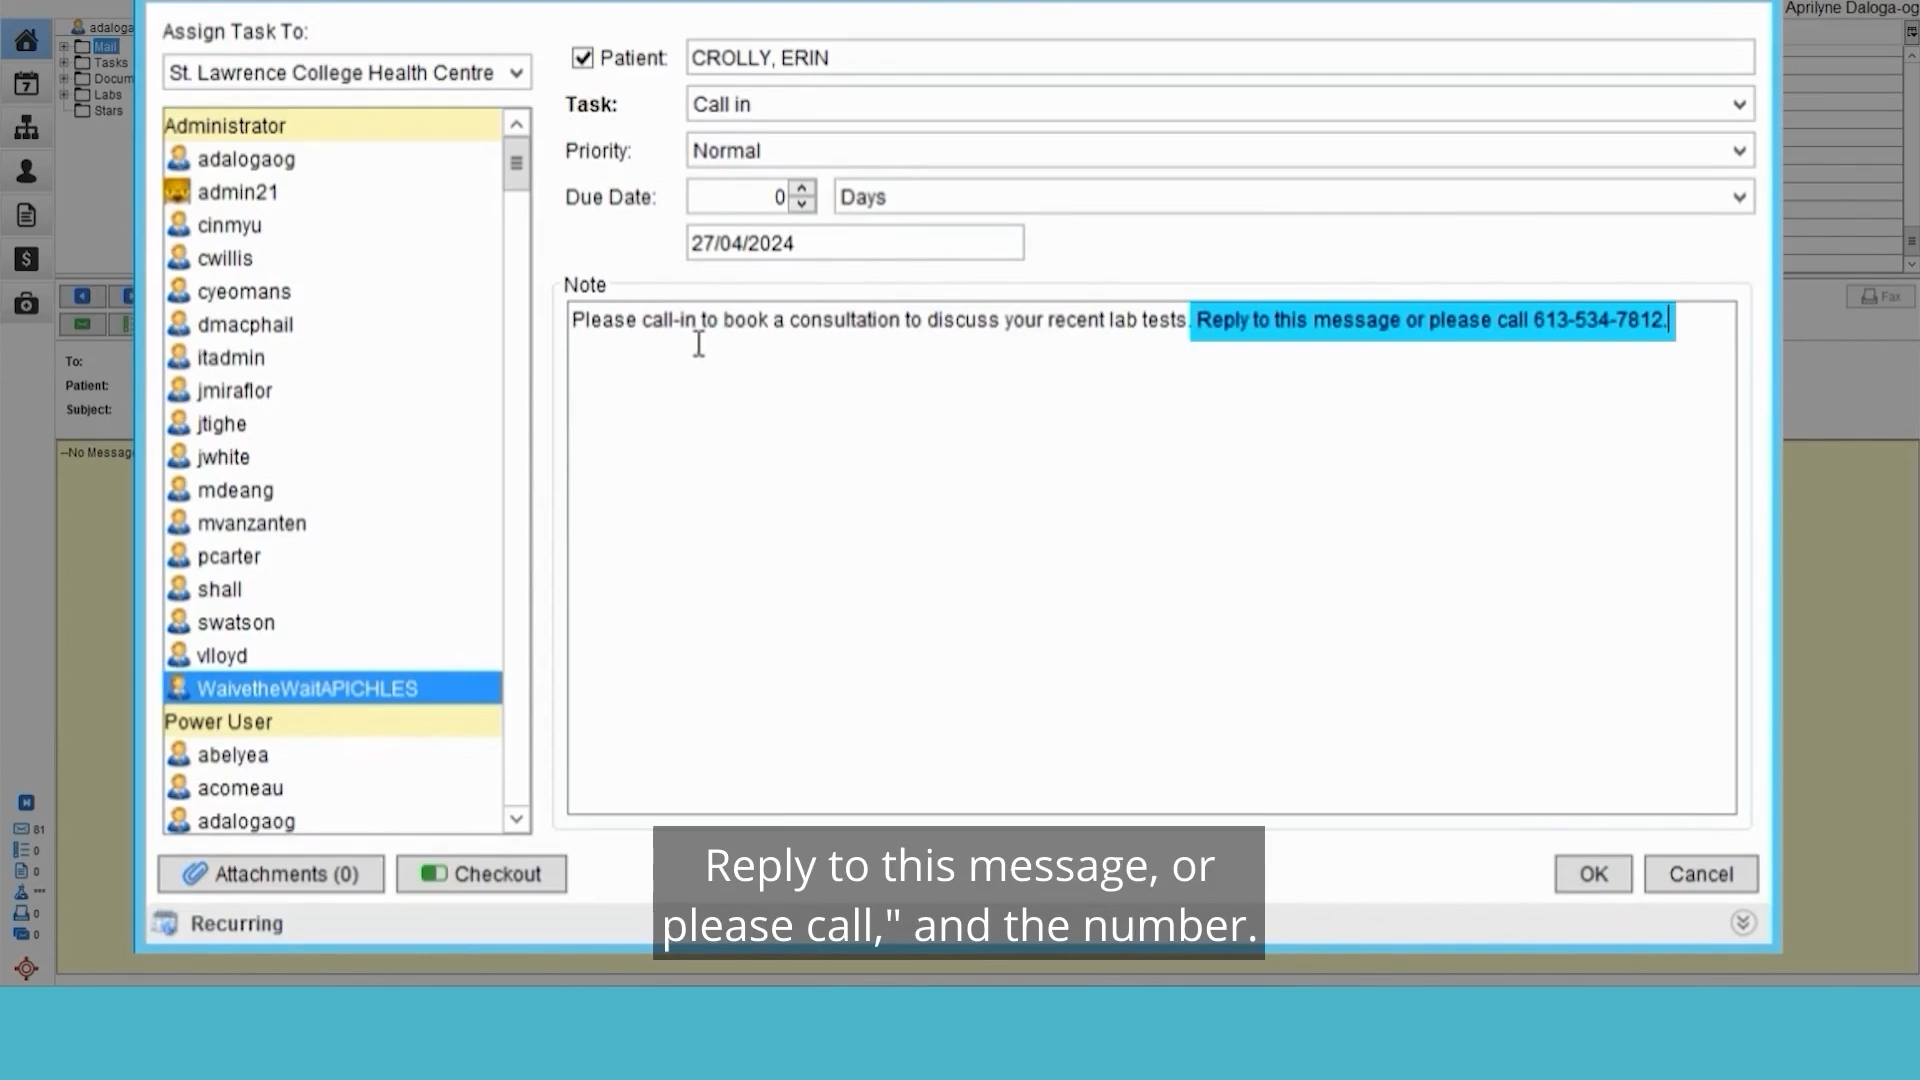 Aprilyne Daloga-og
adaloga
Mail
Tasks
Docum
Labs
Stars
7
$
Fax
To:
Patient:
Subject:
--No Messag
81
0
0
0
0
Assign Task To:
St. Lawrence College Health Centre
Administrator
adalogaog
admin21
cinmyu
cwillis
cyeomans
dmacphail
itadmin
jmiraflor
jtighe
jwhite
mdeang
mvanzanten
pcarter
shall
swatson
vlloyd
WaivetheWaitAPICHLES
Power User
abelyea
acomeau
adalogaog
Patient: CROLLY, ERIN
Task: Call in
Priority: Normal
Due Date: 0 Days
27/04/2024
Note
Please call-in to book a consultation to discuss your recent lab tests. Reply to this message or please call 613-534-7812.
Attachments (0)
Checkout
OK
Cancel
Recurring
Reply to this message, or
please call," and the number.